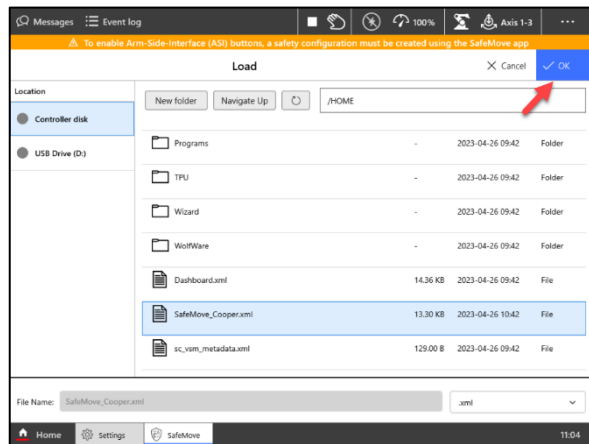 Messages Event log 100% Axis 1-3 ...
To enable Arm-Side-Interface (ASI) buttons, a safety configuration must be created using the SafeMove app
Load Cancel OK
Location
New folder Navigate Up /HOME
Controller disk
USB Drive (D:)
Programs - 2023-04-26 09:42 Folder
TPU - 2023-04-26 09:42 Folder
Wizard - 2023-04-26 09:42 Folder
WolfWare - 2023-04-26 09:42 Folder
Dashboard.xml 14.36 KB 2023-04-26 09:42 File
SafeMove_Cooper.xml 13.30 KB 2023-04-26 10:42 File
sc_vsm_metadata.xml 129.00 B 2023-04-26 09:42 File
File Name: SafeMove_Cooper.xml .xml
Home Settings SafeMove 11:04